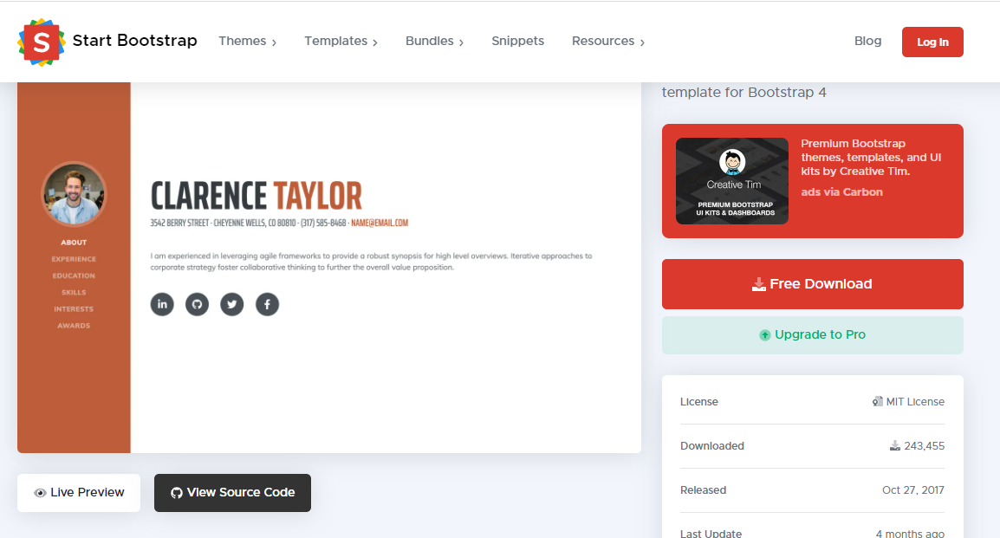 S
Start Bootstrap
Themes
Templates
Bundles
Snippets
Resources
Blog
Log In
ABOUT
EXPERIENCE
EDUCATION
SKILLS
INTERESTS
AWARDS
CLARENCE TAYLOR
3542 BERRY STREET · CHEYENNE WELLS, CO 80810 · (317) 585-8468 · NAME@EMAIL.COM
I am experienced in leveraging agile frameworks to provide a robust synopsis for high level overviews. Iterative approaches to
corporate strategy foster collaborative thinking to further the overall value proposition.
in
f
Live Preview
View Source Code
template for Bootstrap 4
Creative Tim
PREMIUM BOOTSTRAP
UI KITS & DASHBOARDS
Premium Bootstrap
themes, templates, and UI
kits by Creative Tim.
ads via Carbon
Free Download
Upgrade to Pro
License MIT License
Downloaded 243,455
Released Oct 27, 2017
Last Update 4 months ago